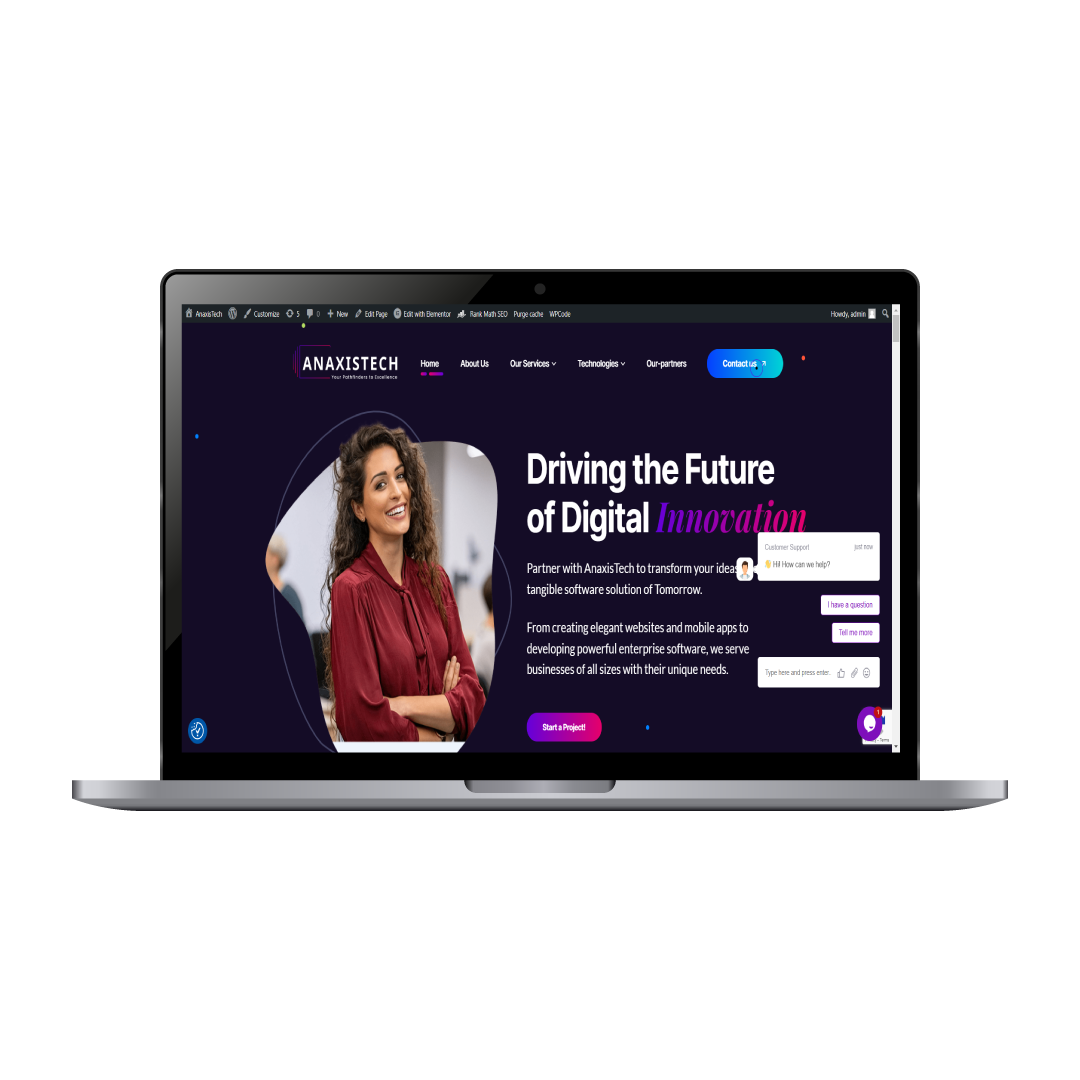 AnaxisTech Customize 5 0 New Edit Page Edit with Elementor Rank Math SEO Purge cache WPCode Howdy, admin
ANAXISTECH
Your Pathfinders to Excellence
Home About Us Our Services Technologies Our-partners Contact us
Driving the Future
of Digital Innovation
Partner with AnaxisTech to transform your ideas
tangible software solution of Tomorrow.
From creating elegant websites and mobile apps to
developing powerful enterprise software, we serve
businesses of all sizes with their unique needs.
Start a Project!
Customer Support just now
👋 Hi! How can we help?
I have a question
Tell me more
Type here and press enter.
1
Terms